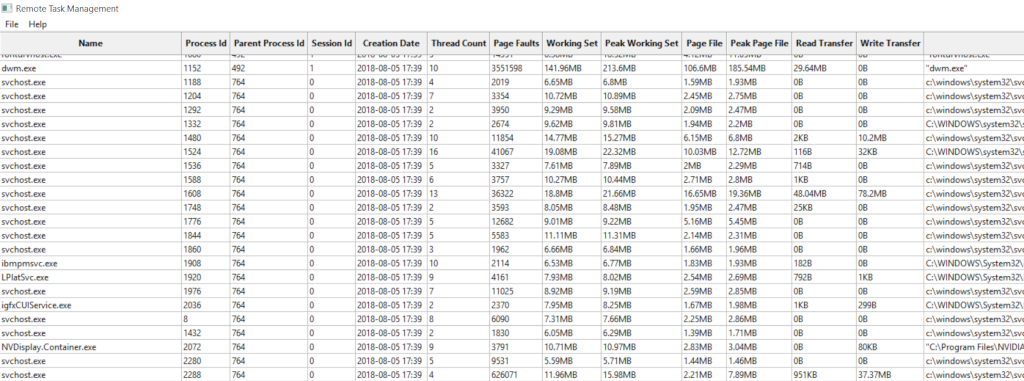 Remote Task Management
File Help
Name Process Id Parent Process Id Session Id Creation Date Thread Count Page Faults Working Set Peak Working Set Page File Peak Page File Read Transfer Write Transfer
dwm.exe 1152 492 1 2018-08-05 17:39 10 3551598 141.96MB 213.6MB 106.6MB 185.54MB 29.64MB 0B "dwm.exe"
svchost.exe 1188 764 0 2018-08-05 17:39 4 2019 6.65MB 6.8MB 1.59MB 1.93MB 0B 0B c:\windows\system32\svc
svchost.exe 1204 764 0 2018-08-05 17:39 7 3354 10.72MB 10.89MB 2.45MB 2.75MB 0B 0B c:\windows\system32\svc
svchost.exe 1292 764 0 2018-08-05 17:39 2 3950 9.29MB 9.58MB 2.09MB 2.47MB 0B 0B c:\windows\system32\svc
svchost.exe 1332 764 0 2018-08-05 17:39 2 2674 9.62MB 9.81MB 1.94MB 2.2MB 0B 0B C:\WINDOWS\system32\s
svchost.exe 1480 764 0 2018-08-05 17:39 10 11854 14.77MB 15.27MB 6.15MB 6.8MB 2KB 10.2MB c:\windows\system32\svc
svchost.exe 1524 764 0 2018-08-05 17:39 16 41067 19.08MB 22.32MB 10.03MB 12.72MB 116B 32KB C:\WINDOWS\system32\s
svchost.exe 1536 764 0 2018-08-05 17:39 5 3327 7.61MB 7.89MB 2MB 2.29MB 714B 0B c:\windows\system32\svc
svchost.exe 1588 764 0 2018-08-05 17:39 6 3757 10.27MB 10.44MB 2.71MB 2.8MB 1KB 0B c:\windows\system32\svc
svchost.exe 1608 764 0 2018-08-05 17:39 13 36322 18.8MB 21.66MB 16.65MB 19.36MB 48.04MB 78.2MB c:\windows\system32\svc
svchost.exe 1748 764 0 2018-08-05 17:39 2 3593 8.05MB 8.48MB 1.95MB 2.47MB 25KB 0B c:\windows\system32\svc
svchost.exe 1776 764 0 2018-08-05 17:39 5 12682 9.01MB 9.22MB 5.16MB 5.45MB 0B 0B c:\windows\system32\svc
svchost.exe 1844 764 0 2018-08-05 17:39 5 5583 11.11MB 11.31MB 2.14MB 2.31MB 0B 0B c:\windows\system32\svc
svchost.exe 1860 764 0 2018-08-05 17:39 3 1962 6.66MB 6.84MB 1.66MB 1.96MB 0B 0B c:\windows\system32\svc
ibmpmsvc.exe 1908 764 0 2018-08-05 17:39 10 2114 6.53MB 6.77MB 1.83MB 1.93MB 182B 0B C:\WINDOWS\System32\i
LPlatSvc.exe 1920 764 0 2018-08-05 17:39 9 4161 7.93MB 8.02MB 2.54MB 2.69MB 792B 1KB C:\WINDOWS\System32\
svchost.exe 1976 764 0 2018-08-05 17:39 7 11025 8.92MB 9.19MB 2.59MB 2.85MB 0B 0B c:\windows\system32\svc
igfxCUIService.exe 2036 764 0 2018-08-05 17:39 2 2370 7.95MB 8.25MB 1.67MB 1.98MB 1KB 299B C:\WINDOWS\System32\
svchost.exe 8 764 0 2018-08-05 17:39 8 6090 7.31MB 7.66MB 2.25MB 2.86MB 0B 0B c:\windows\system32\svc
svchost.exe 1432 764 0 2018-08-05 17:39 2 1830 6.05MB 6.29MB 1.39MB 1.71MB 0B 0B c:\windows\system32\svc
NVDisplay.Container.exe 2072 764 0 2018-08-05 17:39 9 3791 10.71MB 10.97MB 2.83MB 3.04MB 0B 80KB "C:\Program Files\NVIDIA
svchost.exe 2280 764 0 2018-08-05 17:39 5 9531 5.59MB 5.71MB 1.44MB 1.46MB 0B 0B c:\windows\system32\svc
svchost.exe 2288 764 0 2018-08-05 17:39 4 626071 11.96MB 15.98MB 2.21MB 7.89MB 951KB 37.37MB c:\windows\system32\svc